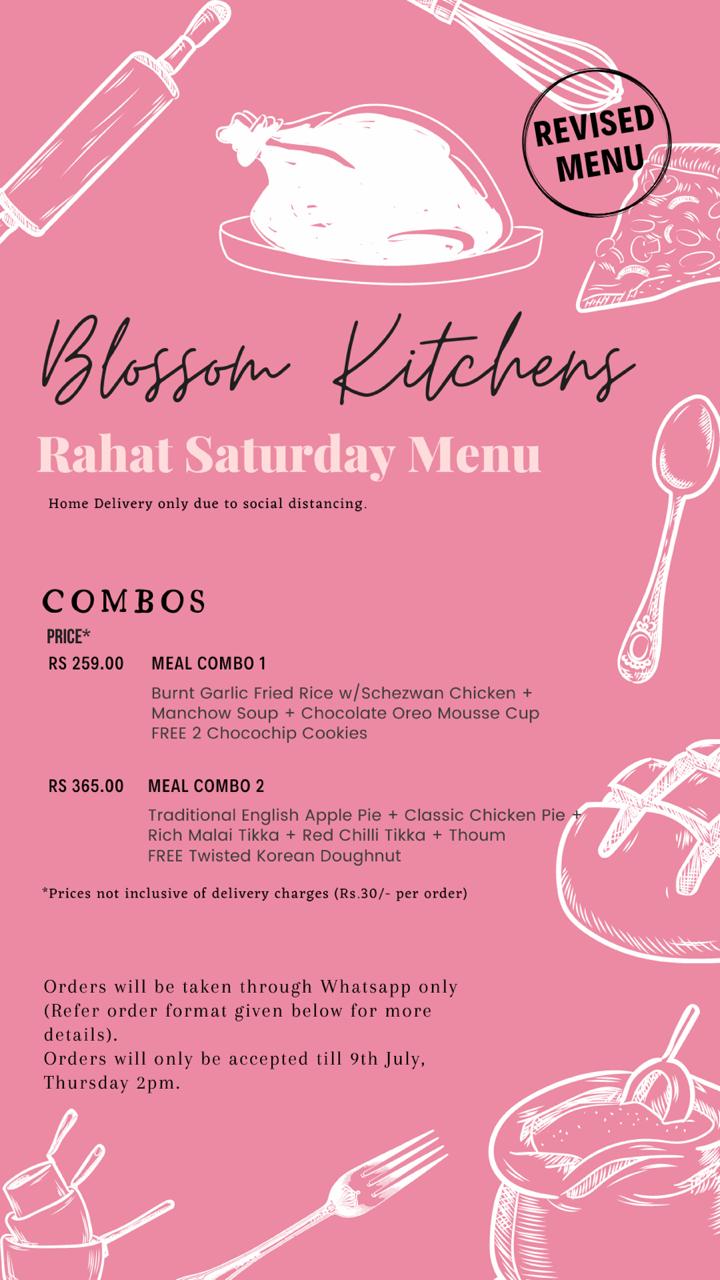 REVISED
MENU
Blossom Kitchens
Rahat Saturday Menu
Home Delivery only due to social distancing.
COMBOS
PRICE*
RS 259.00 MEAL COMBO 1
Burnt Garlic Fried Rice w/Schezwan Chicken +
Manchow Soup + Chocolate Oreo Mousse Cup
FREE 2 Chocochip Cookies
RS 365.00 MEAL COMBO 2
Traditional English Apple Pie + Classic Chicken Pie +
Rich Malai Tikka + Red Chilli Tikka + Thoum
FREE Twisted Korean Doughnut
*Prices not inclusive of delivery charges (Rs.30/- per order)
Orders will be taken through Whatsapp only
(Refer order format given below for more
details).
Orders will only be accepted till 9th July,
Thursday 2pm.